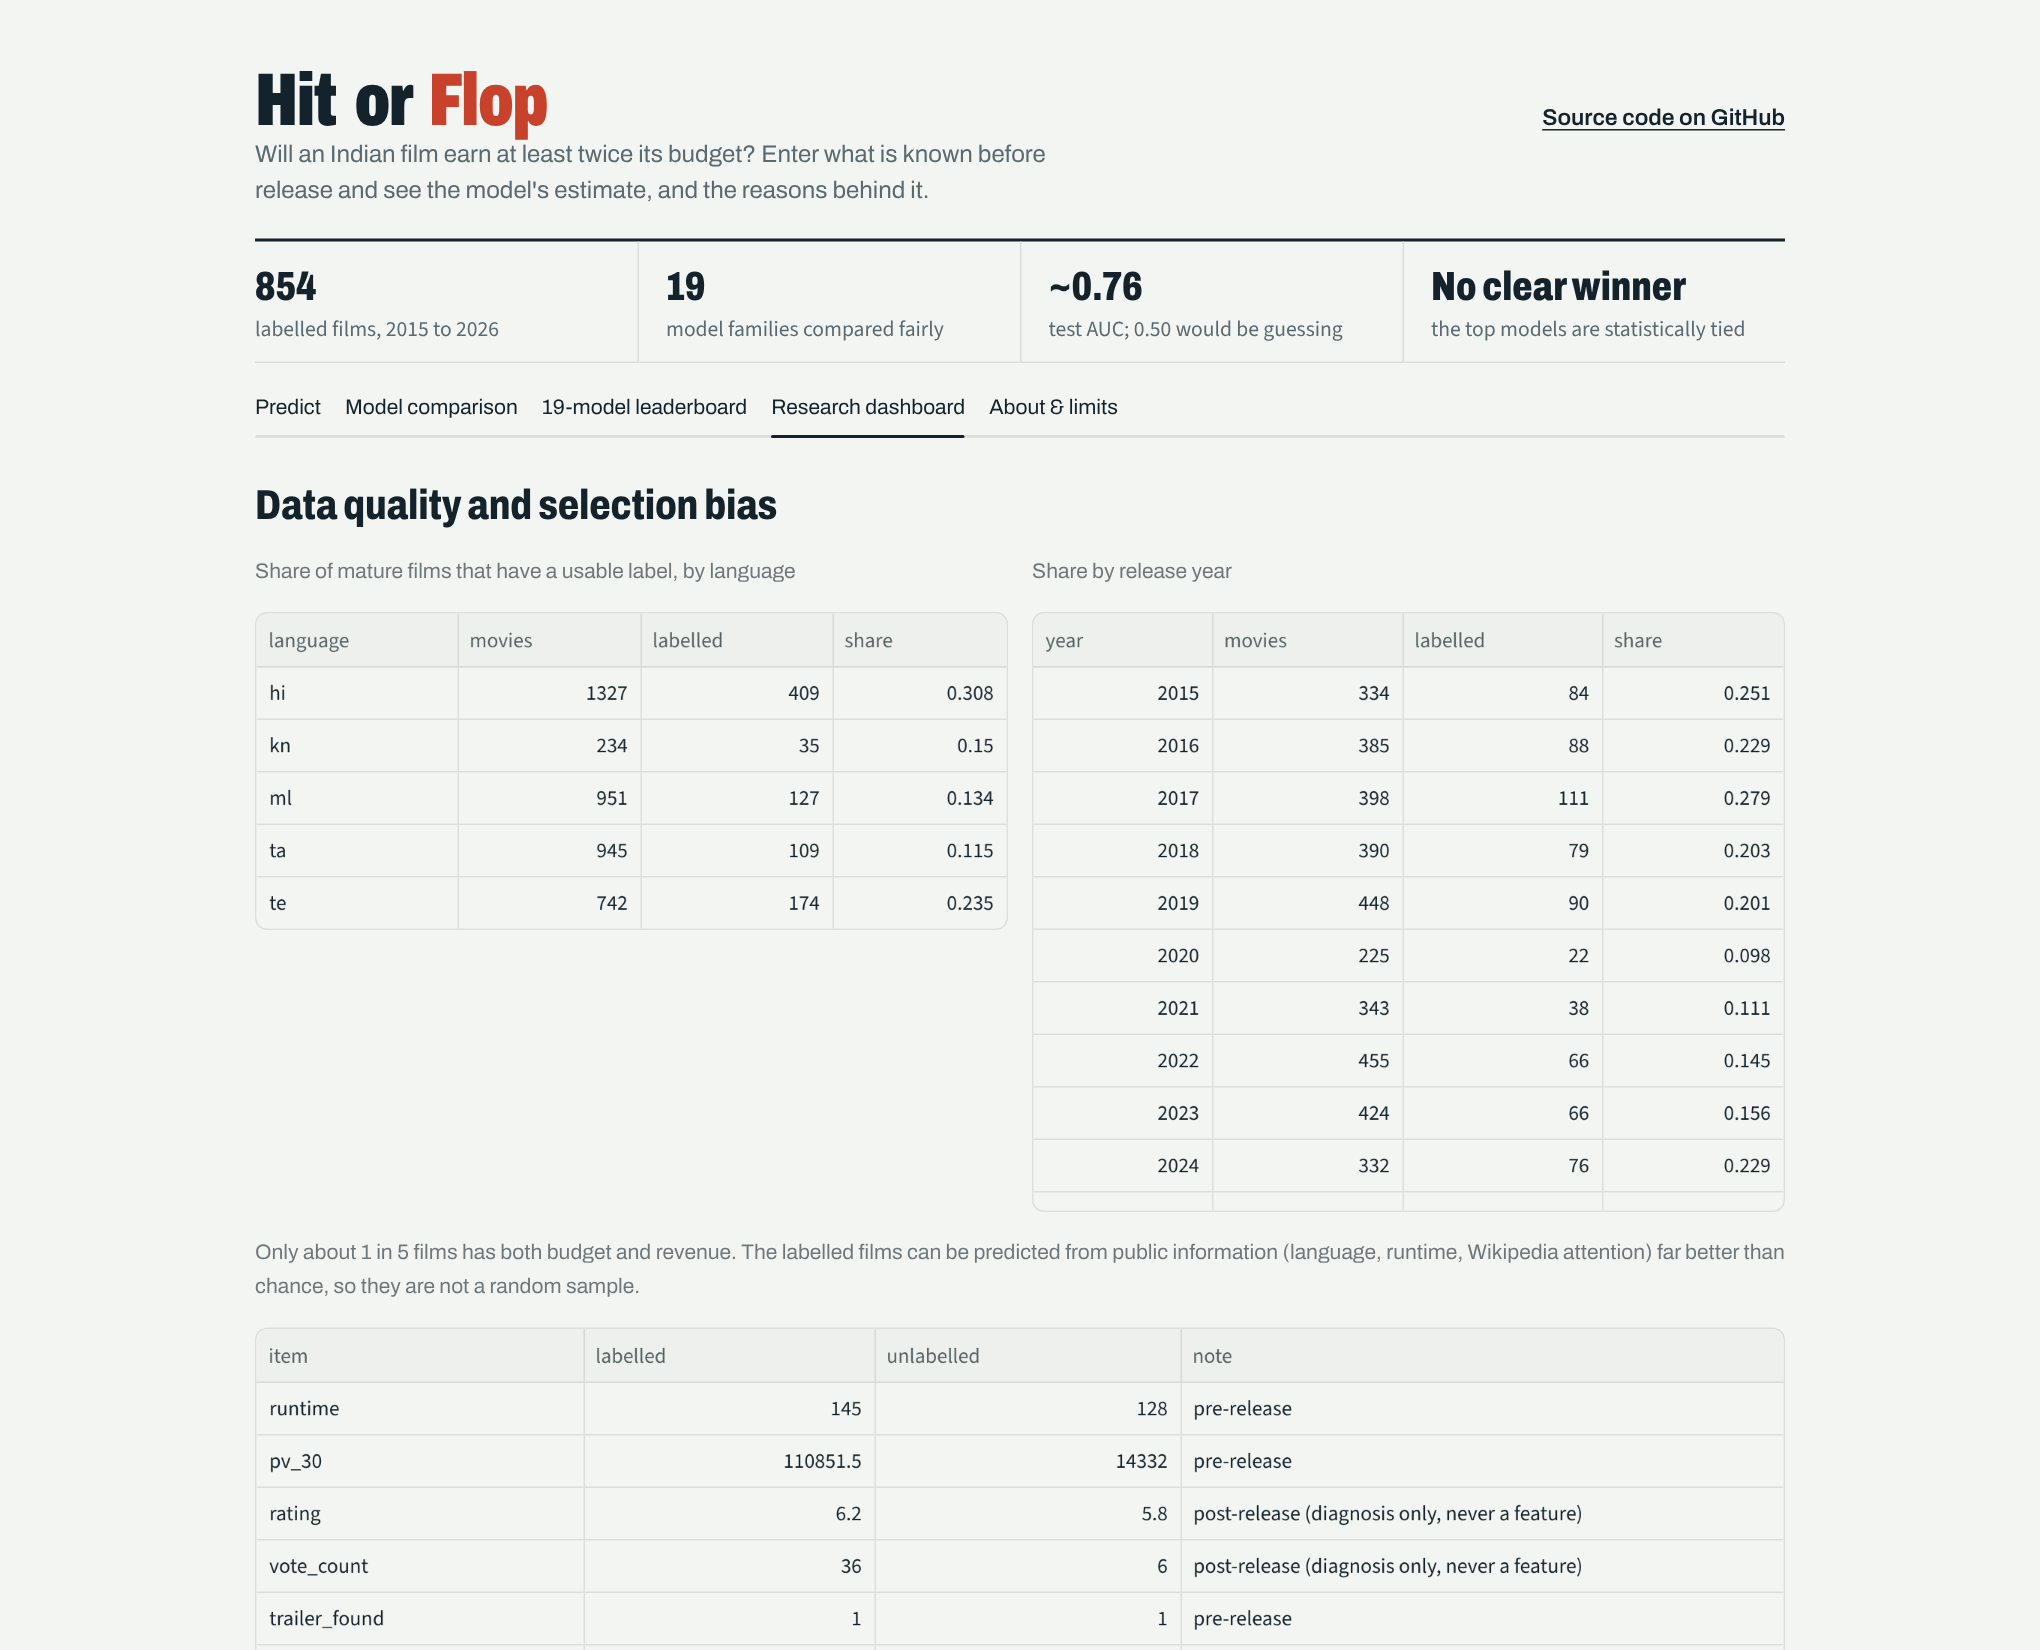 Hit or Flop
Source code on GitHub
Will an Indian film earn at least twice its budget? Enter what is known before
release and see the model's estimate, and the reasons behind it.
854
labelled films, 2015 to 2026
19
model families compared fairly
~0.76
test AUC; 0.50 would be guessing
No clear winner
the top models are statistically tied
Predict Model comparison 19-model leaderboard Research dashboard About & limits
Data quality and selection bias
Share of mature films that have a usable label, by language
language movies labelled share
hi 1327 409 0.308
kn 234 35 0.15
ml 951 127 0.134
ta 945 109 0.115
te 742 174 0.235
Share by release year
year movies labelled share
2015 334 84 0.251
2016 385 88 0.229
2017 398 111 0.279
2018 390 79 0.203
2019 448 90 0.201
2020 225 22 0.098
2021 343 38 0.111
2022 455 66 0.145
2023 424 66 0.156
2024 332 76 0.229
Only about 1 in 5 films has both budget and revenue. The labelled films can be predicted from public information (language, runtime, Wikipedia attention) far better than
chance, so they are not a random sample.
item labelled unlabelled note
runtime 145 128 pre-release
pv_30 110851.5 14332 pre-release
rating 6.2 5.8 post-release (diagnosis only, never a feature)
vote_count 36 6 post-release (diagnosis only, never a feature)
trailer_found 1 1 pre-release